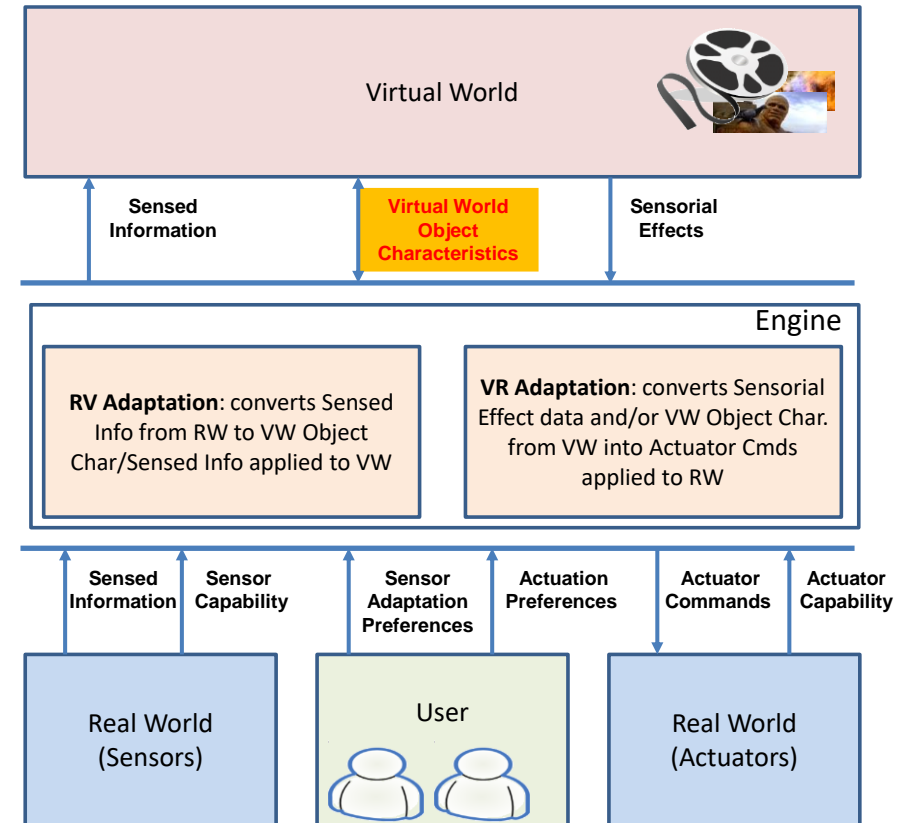 Virtual World
Sensed
Information
Virtual World
Object
Characteristics
Sensorial
Effects
Engine
RV Adaptation: converts Sensed
Info from RW to VW Object
Char/Sensed Info applied to VW
VR Adaptation: converts Sensorial
Effect data and/or VW Object Char.
from VW into Actuator Cmds
applied to RW
Sensed
Information
Sensor
Capability
Sensor
Adaptation
Preferences
Actuation
Preferences
Actuator
Commands
Actuator
Capability
Real World
(Sensors)
User
Real World
(Actuators)